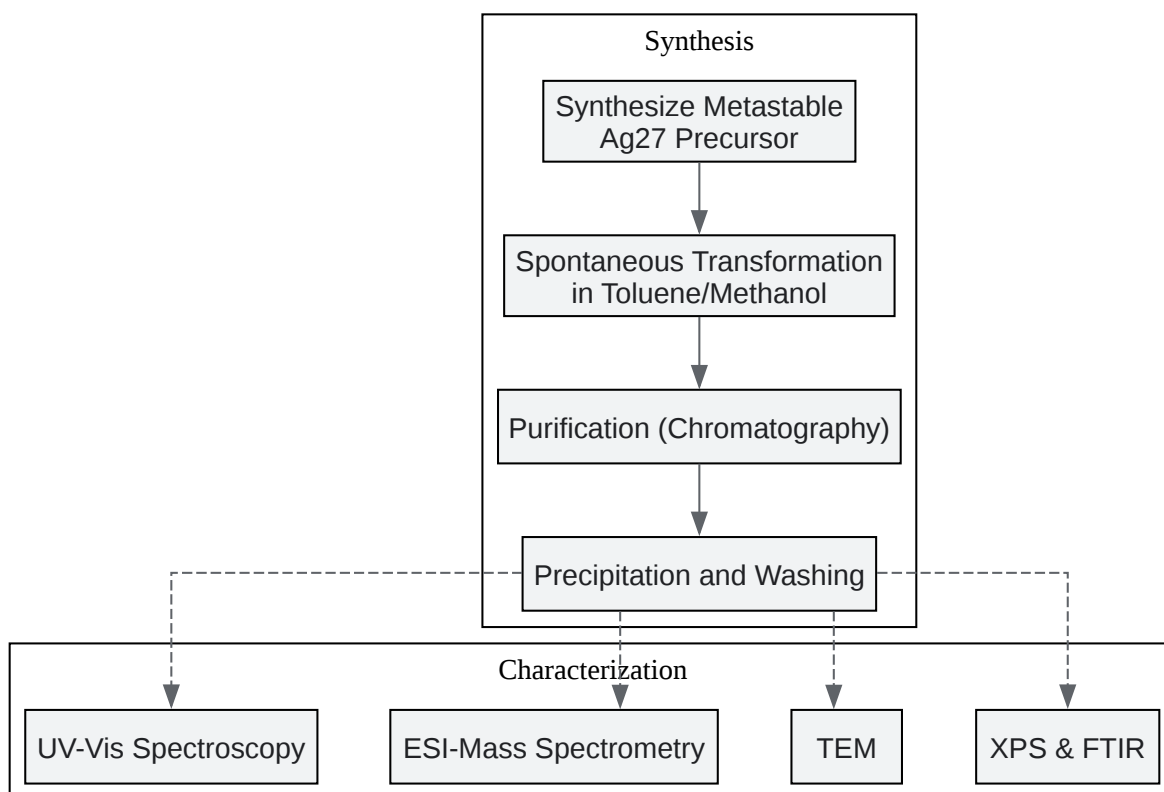 Synthesis
Synthesize Metastable
Ag27 Precursor
Spontaneous Transformation
in Toluene/Methanol
Purification (Chromatography)
Precipitation and Washing
Characterization
UV-Vis Spectroscopy
ESI-Mass Spectrometry
TEM
XPS & FTIR